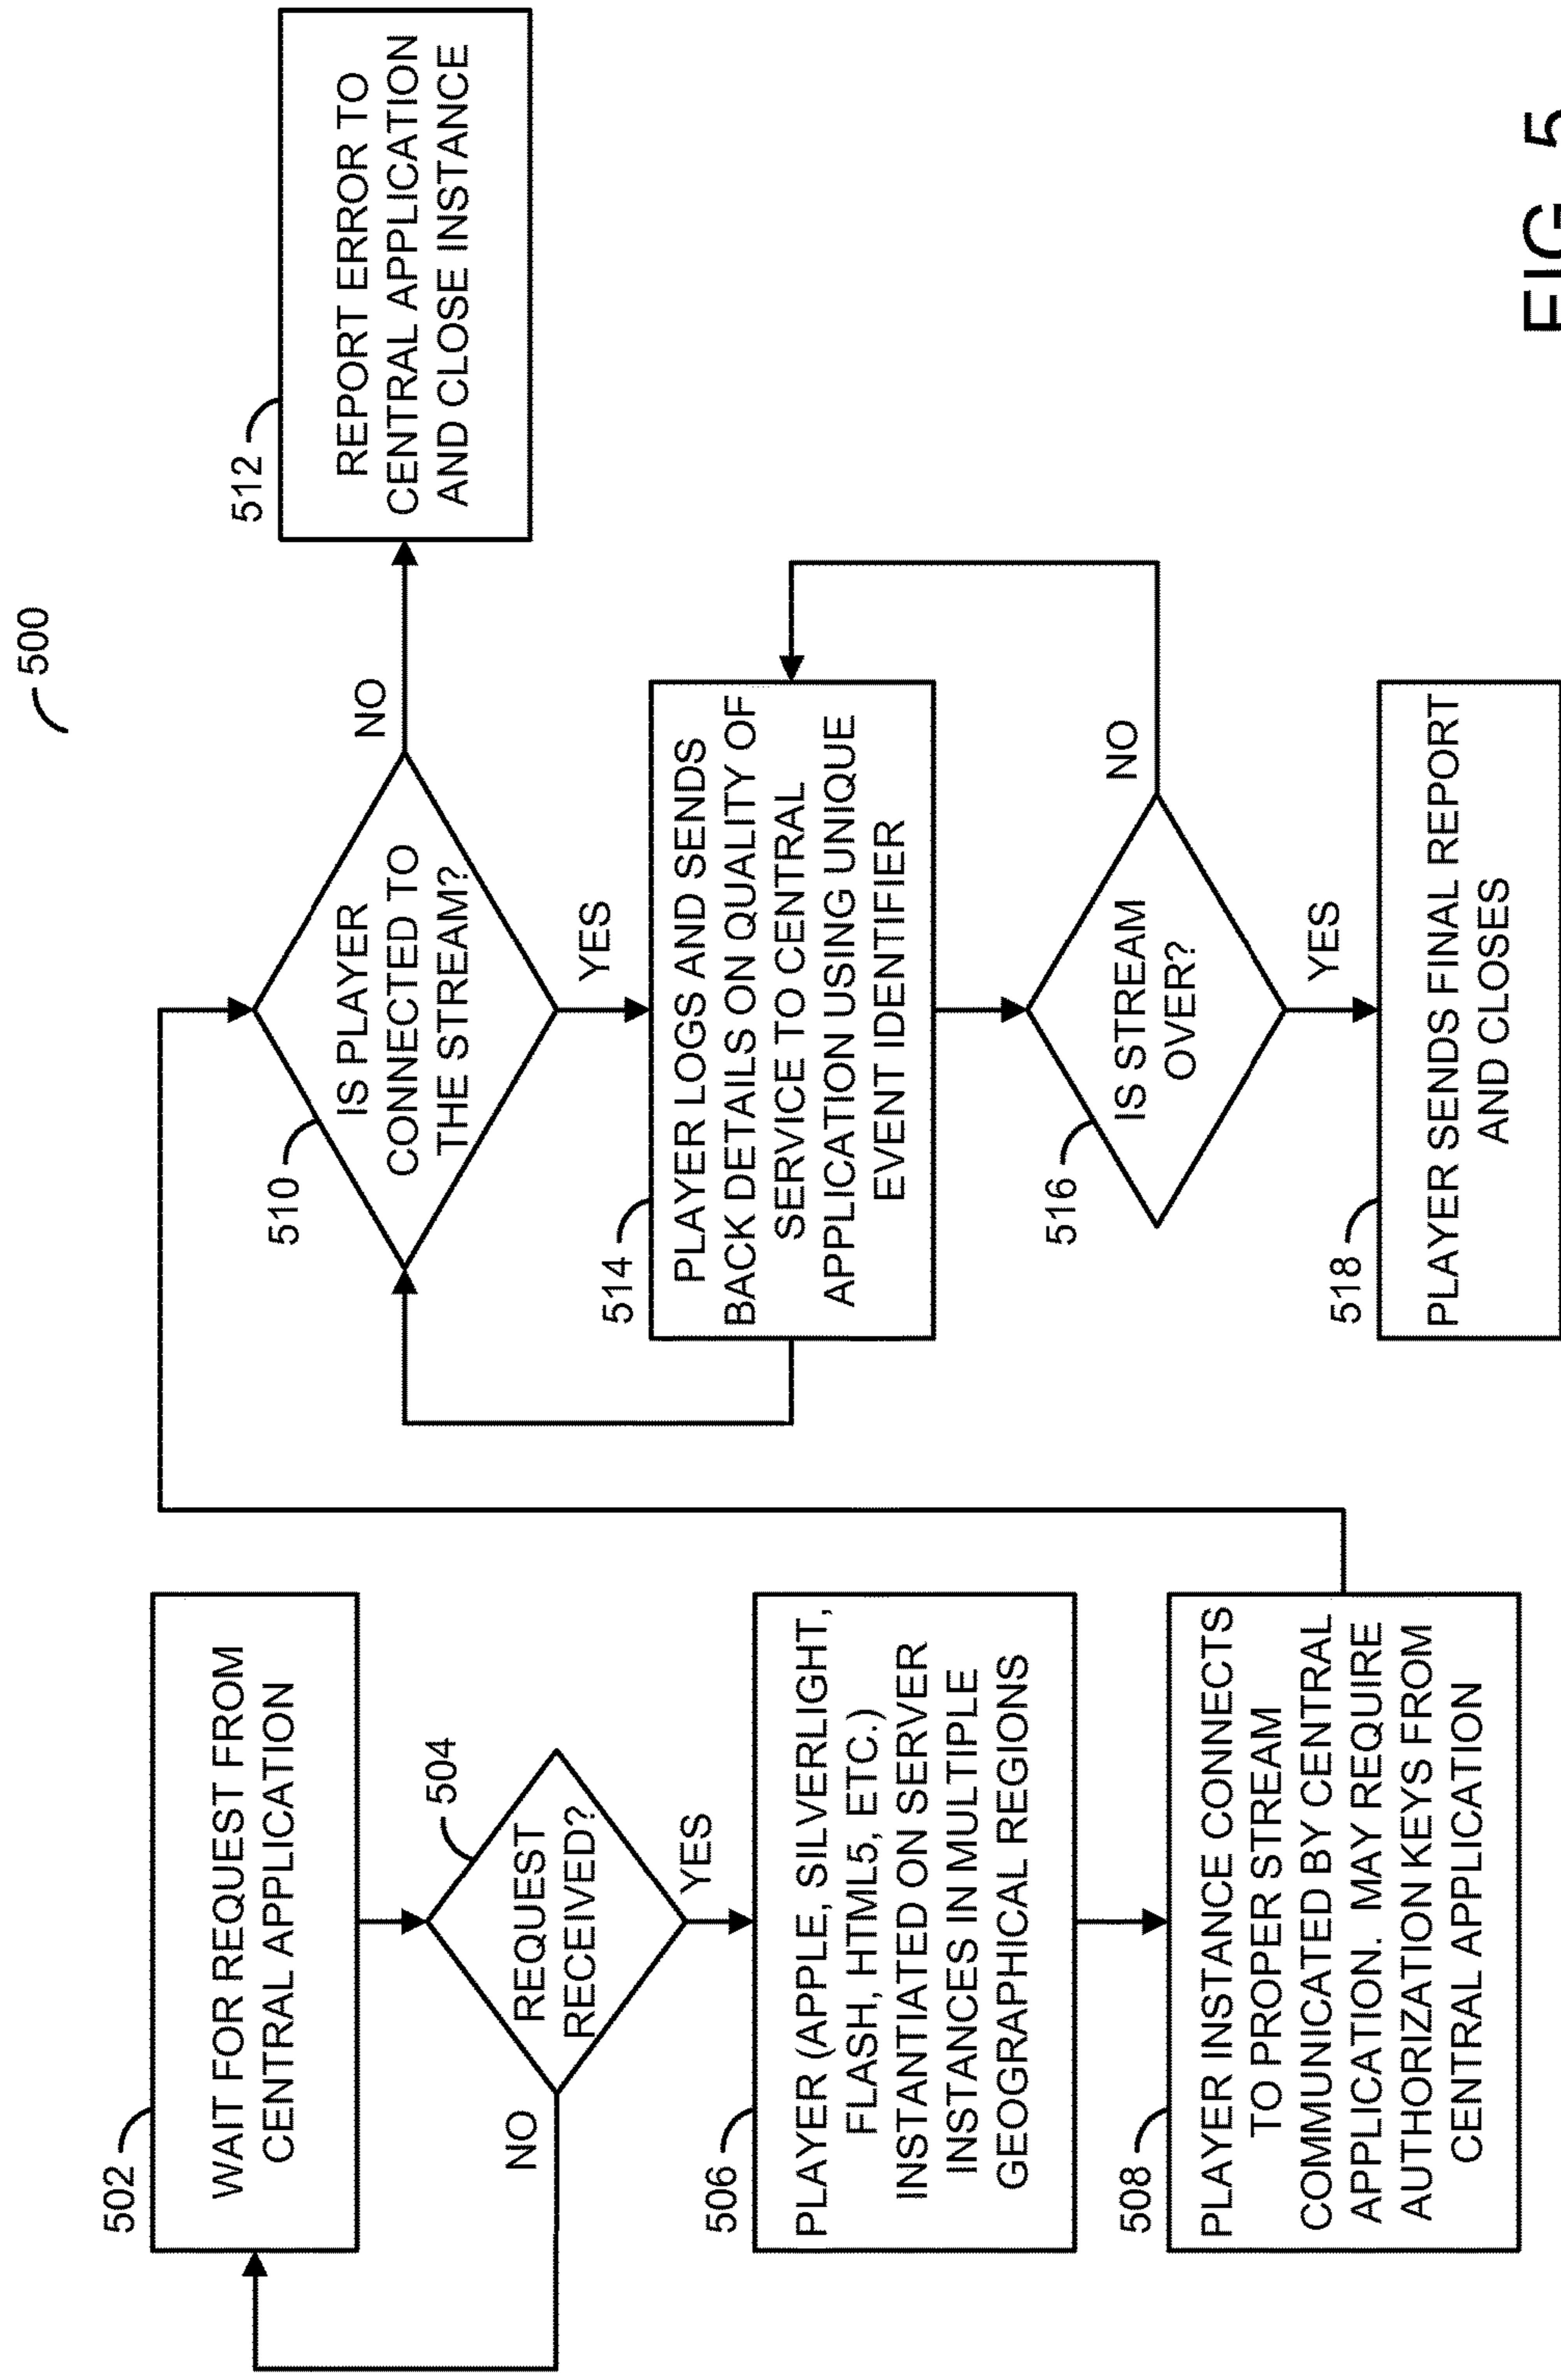 500
502
WAIT FOR REQUEST FROM
CENTRAL APPLICATION
504
REQUEST
RECEIVED?
NO
YES
506
PLAYER (APPLE, SILVERLIGHT,
FLASH, HTML5, ETC.)
INSTANTIATED ON SERVER
INSTANCES IN MULTIPLE
GEOGRAPHICAL REGIONS
508
PLAYER INSTANCE CONNECTS
TO PROPER STREAM
COMMUNICATED BY CENTRAL
APPLICATION. MAY REQUIRE
AUTHORIZATION KEYS FROM
CENTRAL APPLICATION
510
IS PLAYER
CONNECTED TO
THE STREAM?
NO
YES
512
REPORT ERROR TO
CENTRAL APPLICATION
AND CLOSE INSTANCE
514
PLAYER LOGS AND SENDS
BACK DETAILS ON QUALITY OF
SERVICE TO CENTRAL
APPLICATION USING UNIQUE
EVENT IDENTIFIER
516
IS STREAM
OVER?
NO
YES
518
PLAYER SENDS FINAL REPORT
AND CLOSES
FIG. 5